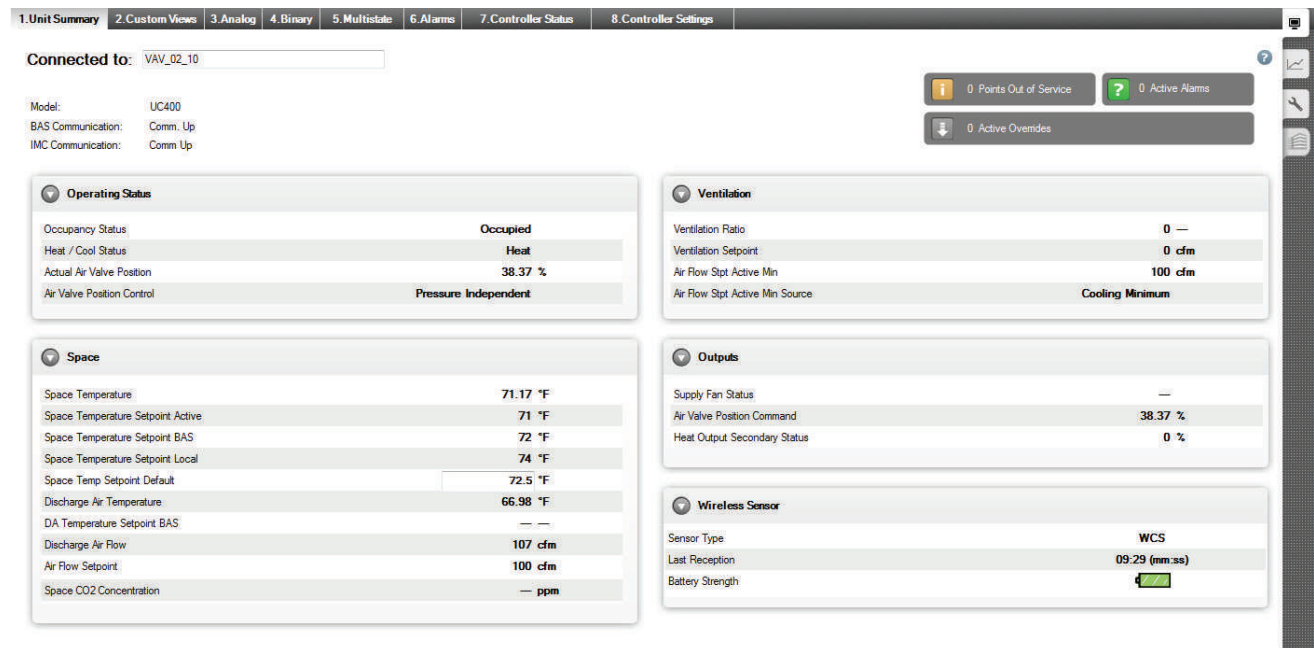 1.Unit Summary 2.Custom Views 3.Analog 4.Binary 5.Multistate 6.Alarms 7.Controller Status 8.Controller Settings
Connected to: VAV_02_10
?
i 0 Points Out of Service ? 0 Active Alarms
Model: UC400
BAS Communication: Comm. Up
0 Active Overrides
IMC Communication: Comm Up
Operating Status
Occupancy Status Occupied
Heat / Cool Status Heat
Actual Air Valve Position 38.37 %
Air Valve Position Control Pressure Independent
Ventilation
Ventilation Ratio 0 —
Ventilation Setpoint 0 cfm
Air Flow Stpt Active Min 100 cfm
Air Flow Stpt Active Min Source Cooling Minimum
Space
Space Temperature 71.17 °F
Space Temperature Setpoint Active 71 °F
Space Temperature Setpoint BAS 72 °F
Space Temperature Setpoint Local 74 °F
Space Temp Setpoint Default 72.5 °F
Discharge Air Temperature 66.98 °F
DA Temperature Setpoint BAS — —
Discharge Air Flow 107 cfm
Air Flow Setpoint 100 cfm
Space CO2 Concentration — ppm
Outputs
Supply Fan Status —
Air Valve Position Command 38.37 %
Heat Output Secondary Status 0 %
Wireless Sensor
Sensor Type WCS
Last Reception 09:29 (mm:ss)
Battery Strength